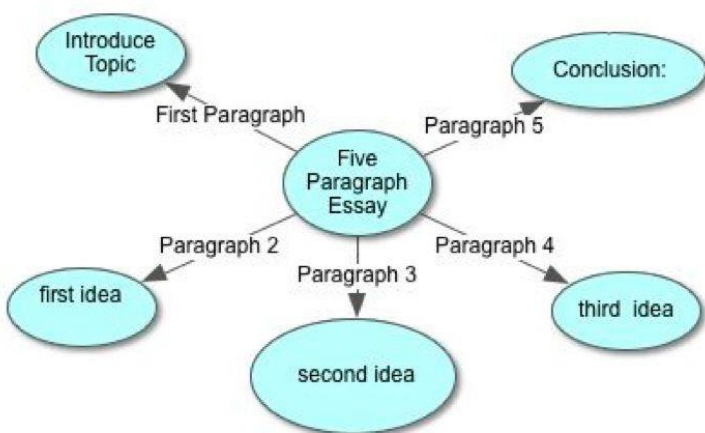 Introduce
Topic
First Paragraph
Conclusion:
Paragraph 5
Five
Paragraph
Essay
Paragraph 2
first idea
Paragraph 3
second idea
Paragraph 4
third idea